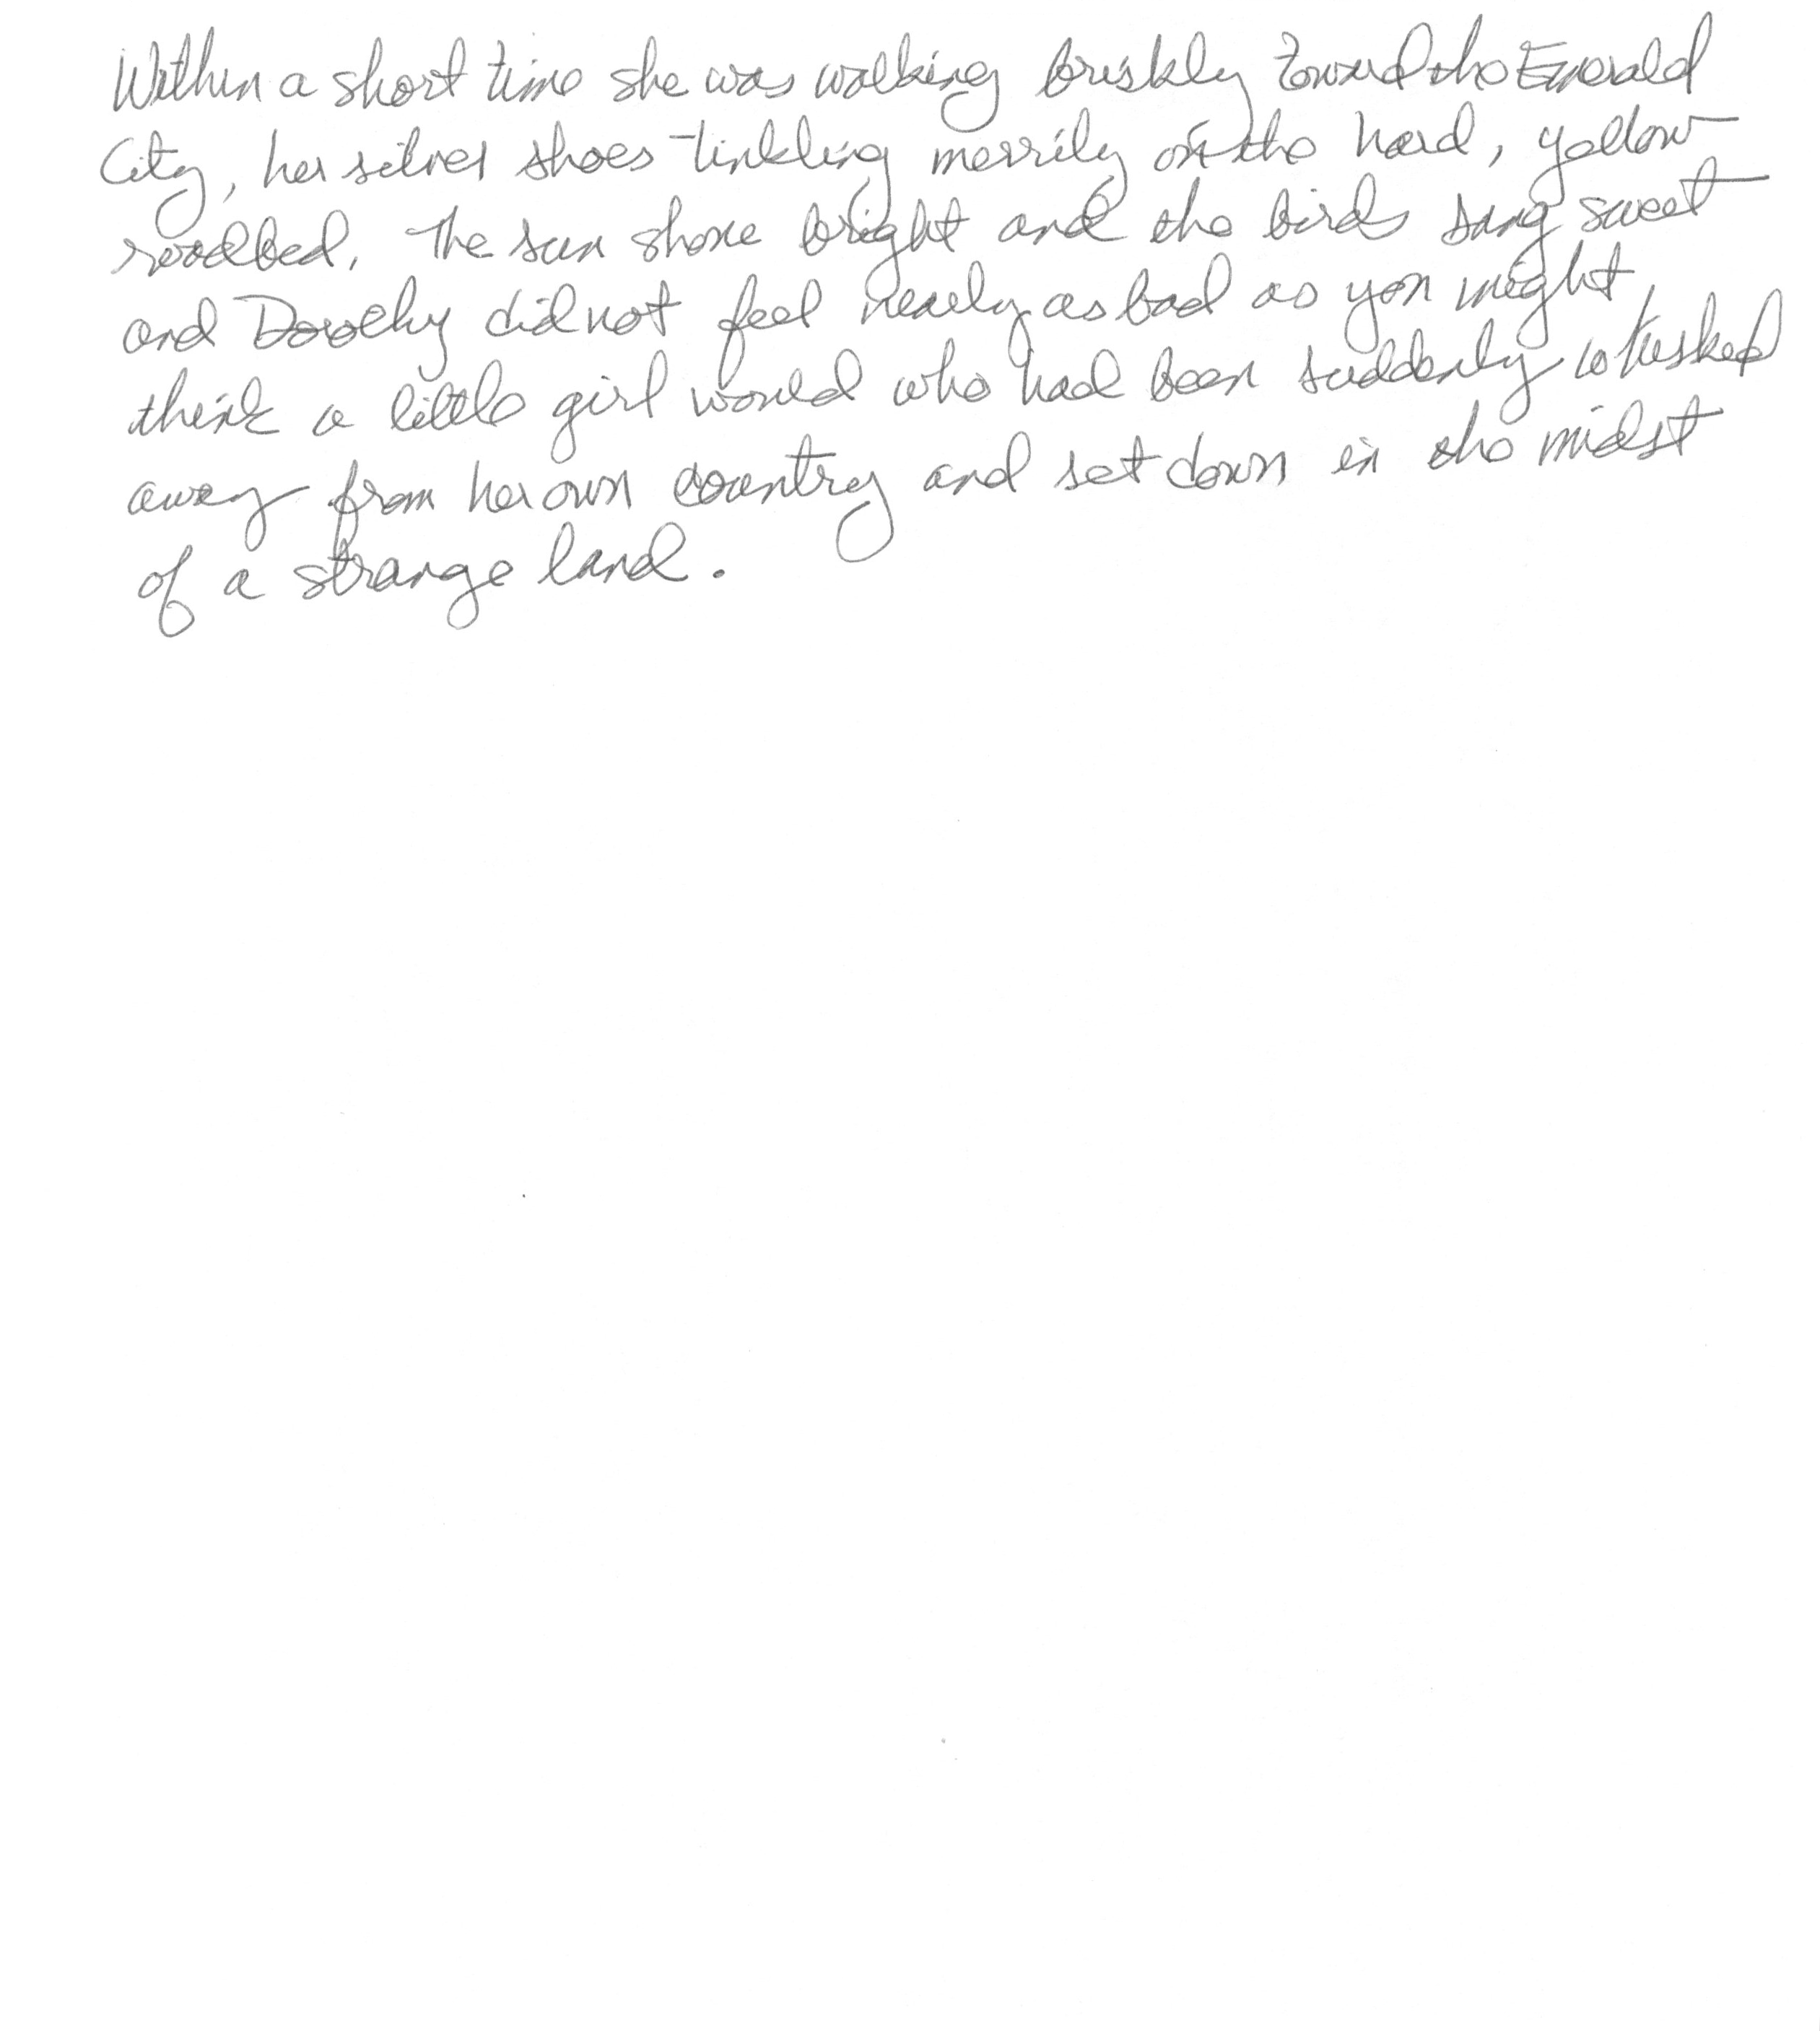 Within a short time she was walking briskly toward the Emerald
City, her silver shoes tinkling merrily on the hard, yellow
roadbed. The sun shone bright and the birds sang sweet
and Dorothy did not feel nearly as bad as you might
think a little girl would who had been suddenly whisked
away from her own country and set down in the midst
of a strange land.